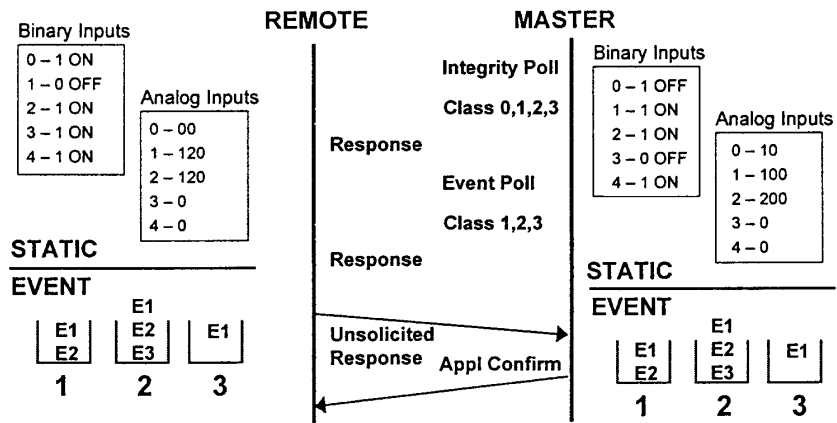 REMOTE
MASTER
Binary Inputs
0 – 1 ON
1 – 0 OFF
2 – 1 ON
3 – 1 ON
4 – 1 ON
Analog Inputs
0 – 00
1 – 120
2 – 120
3 – 0
4 – 0
STATIC
EVENT
E1
E2
1
E1
E2
E3
2
E1
3
Integrity Poll
Class 0,1,2,3
Response
Event Poll
Class 1,2,3
Response
Unsolicited
Response
Appl Confirm
Binary Inputs
0 – 1 OFF
1 – 1 ON
2 – 1 ON
3 – 0 OFF
4 – 1 ON
Analog Inputs
0 – 10
1 – 100
2 – 200
3 – 0
4 – 0
STATIC
EVENT
E1
E2
1
E1
E2
E3
2
E1
3